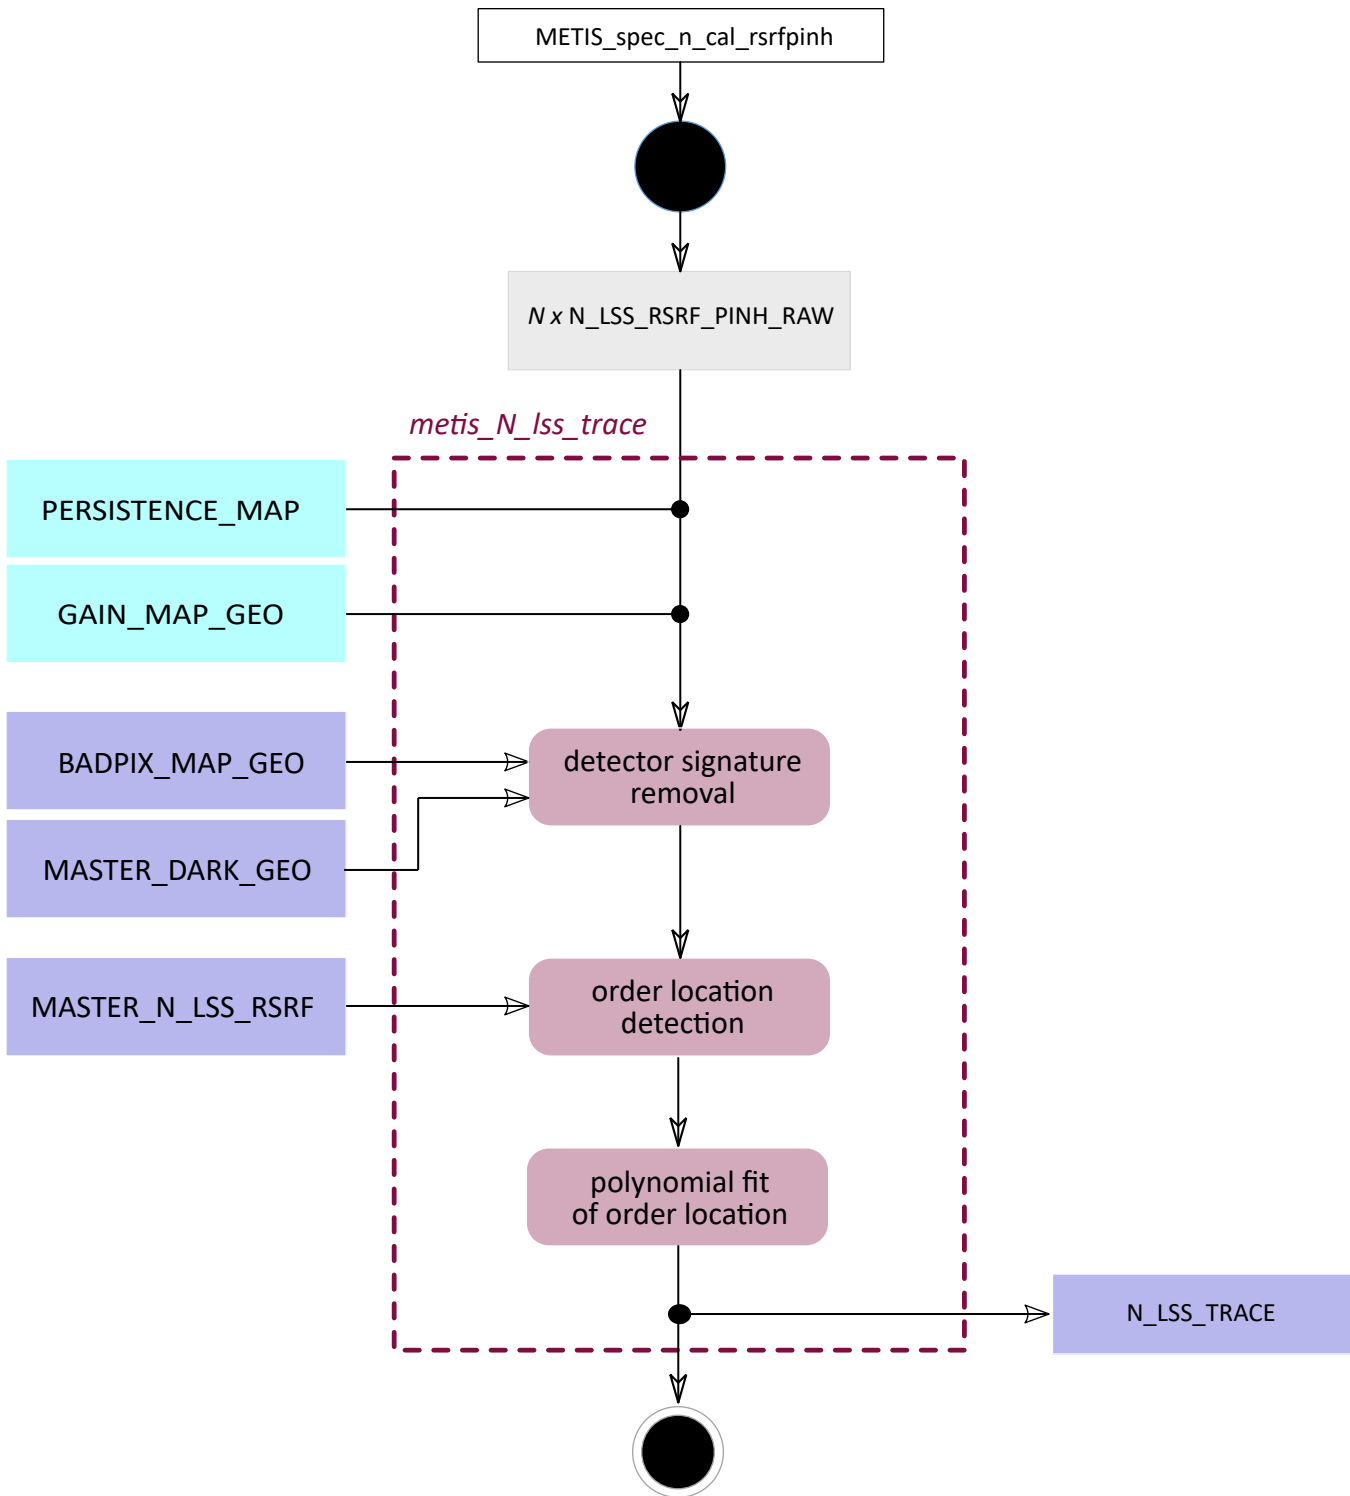 METIS_spec_n_cal_rsrfpinh
N x N_LSS_RSRF_PINH_RAW
metis_N_lss_trace
PERSISTENCE_MAP
GAIN_MAP_GEO
BADPIX_MAP_GEO
detector signature
removal
MASTER_DARK_GEO
MASTER_N_LSS_RSRF
order location
detection
polynomial fit
of order location
N_LSS_TRACE